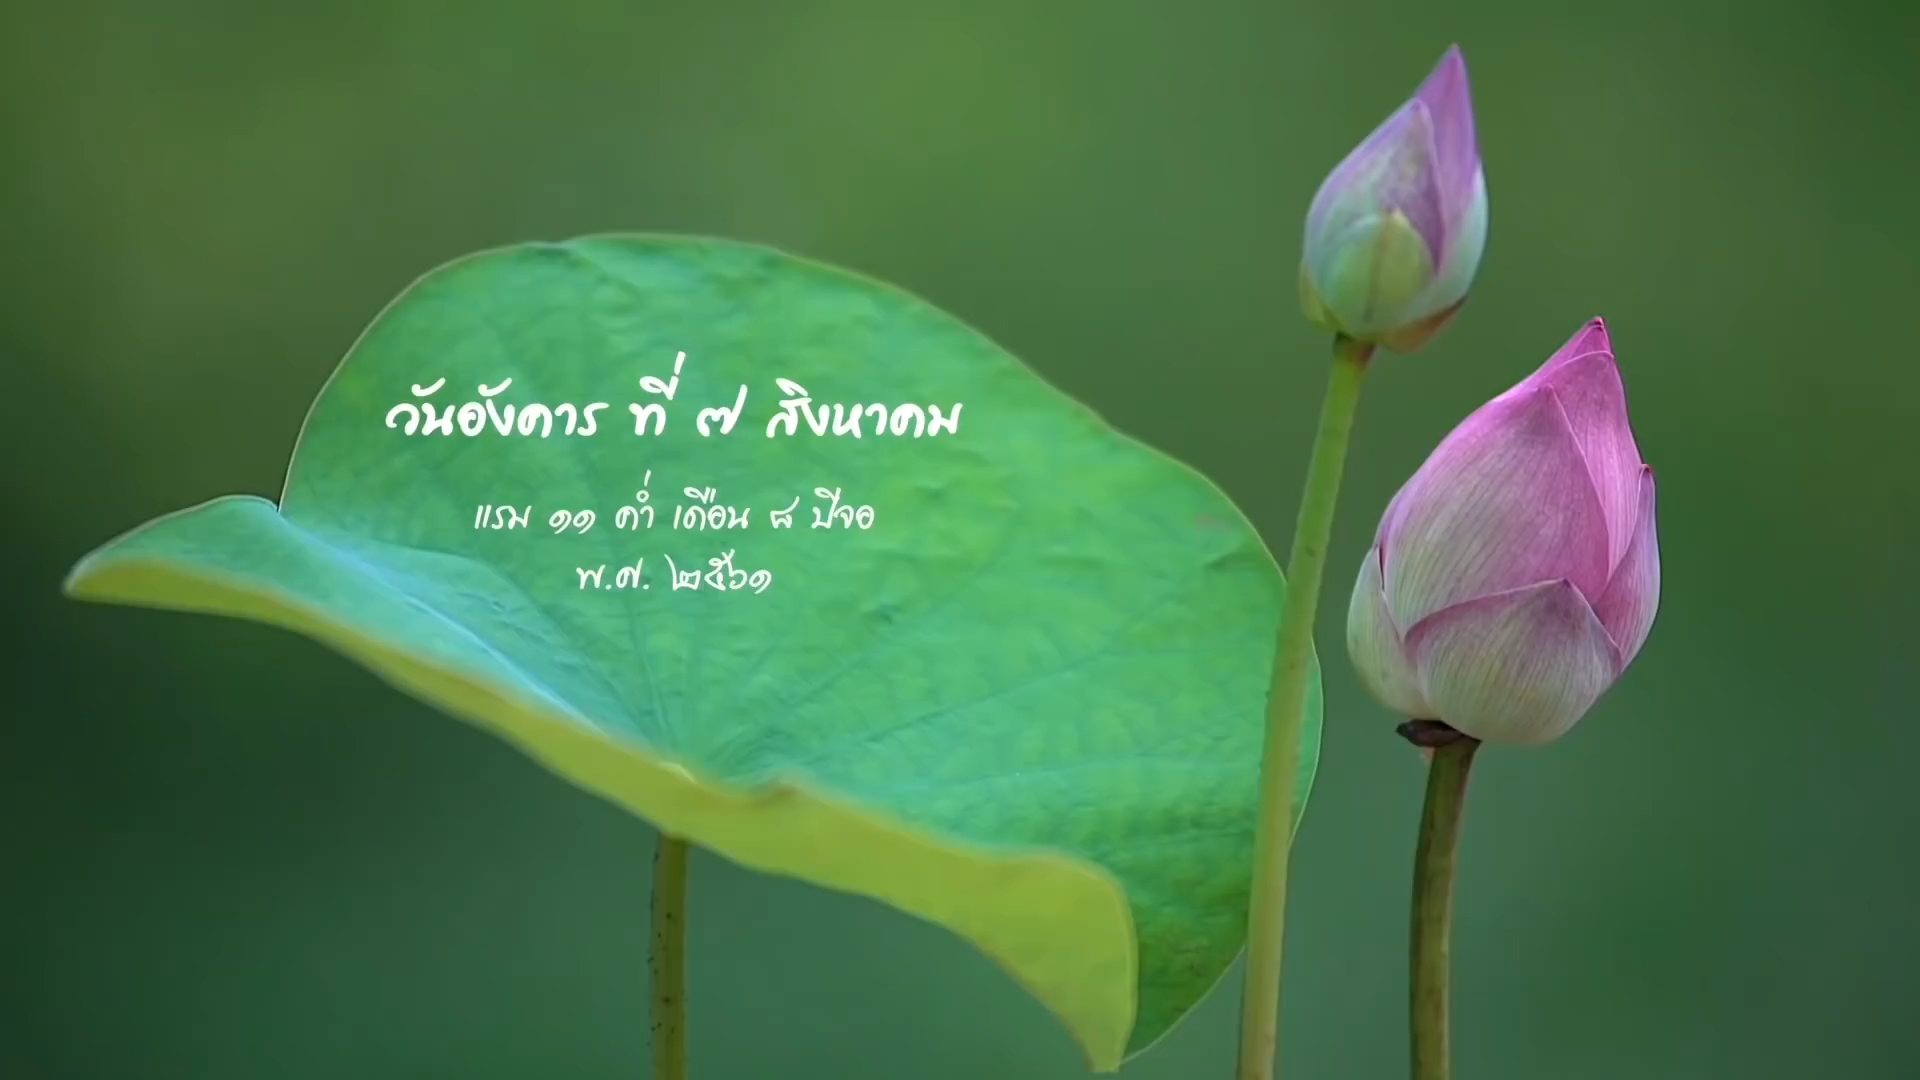 วันอังคาร ที่ ๗ สิงหาคม
แรม ๑๑ ค่ำ เดือน ๘ ปีจอ
พ.ศ. ๒๕๖๑